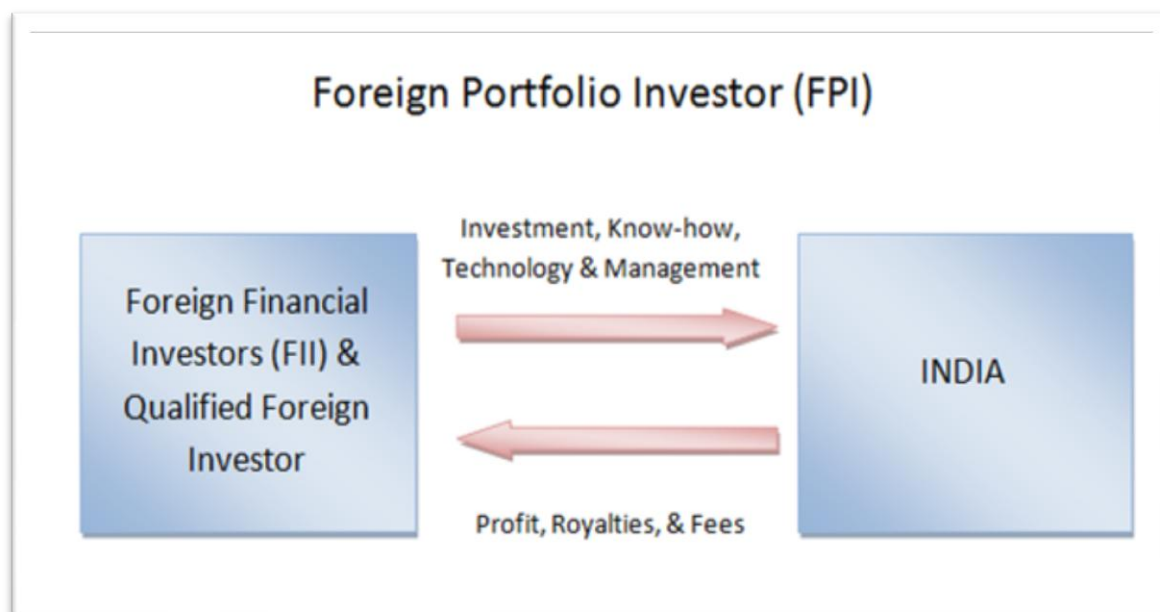 Foreign Portfolio Investor (FPI)
Foreign Financial
Investors (FII) &
Qualified Foreign
Investor
Investment, Know-how,
Technology & Management
Profit, Royalties, & Fees
INDIA